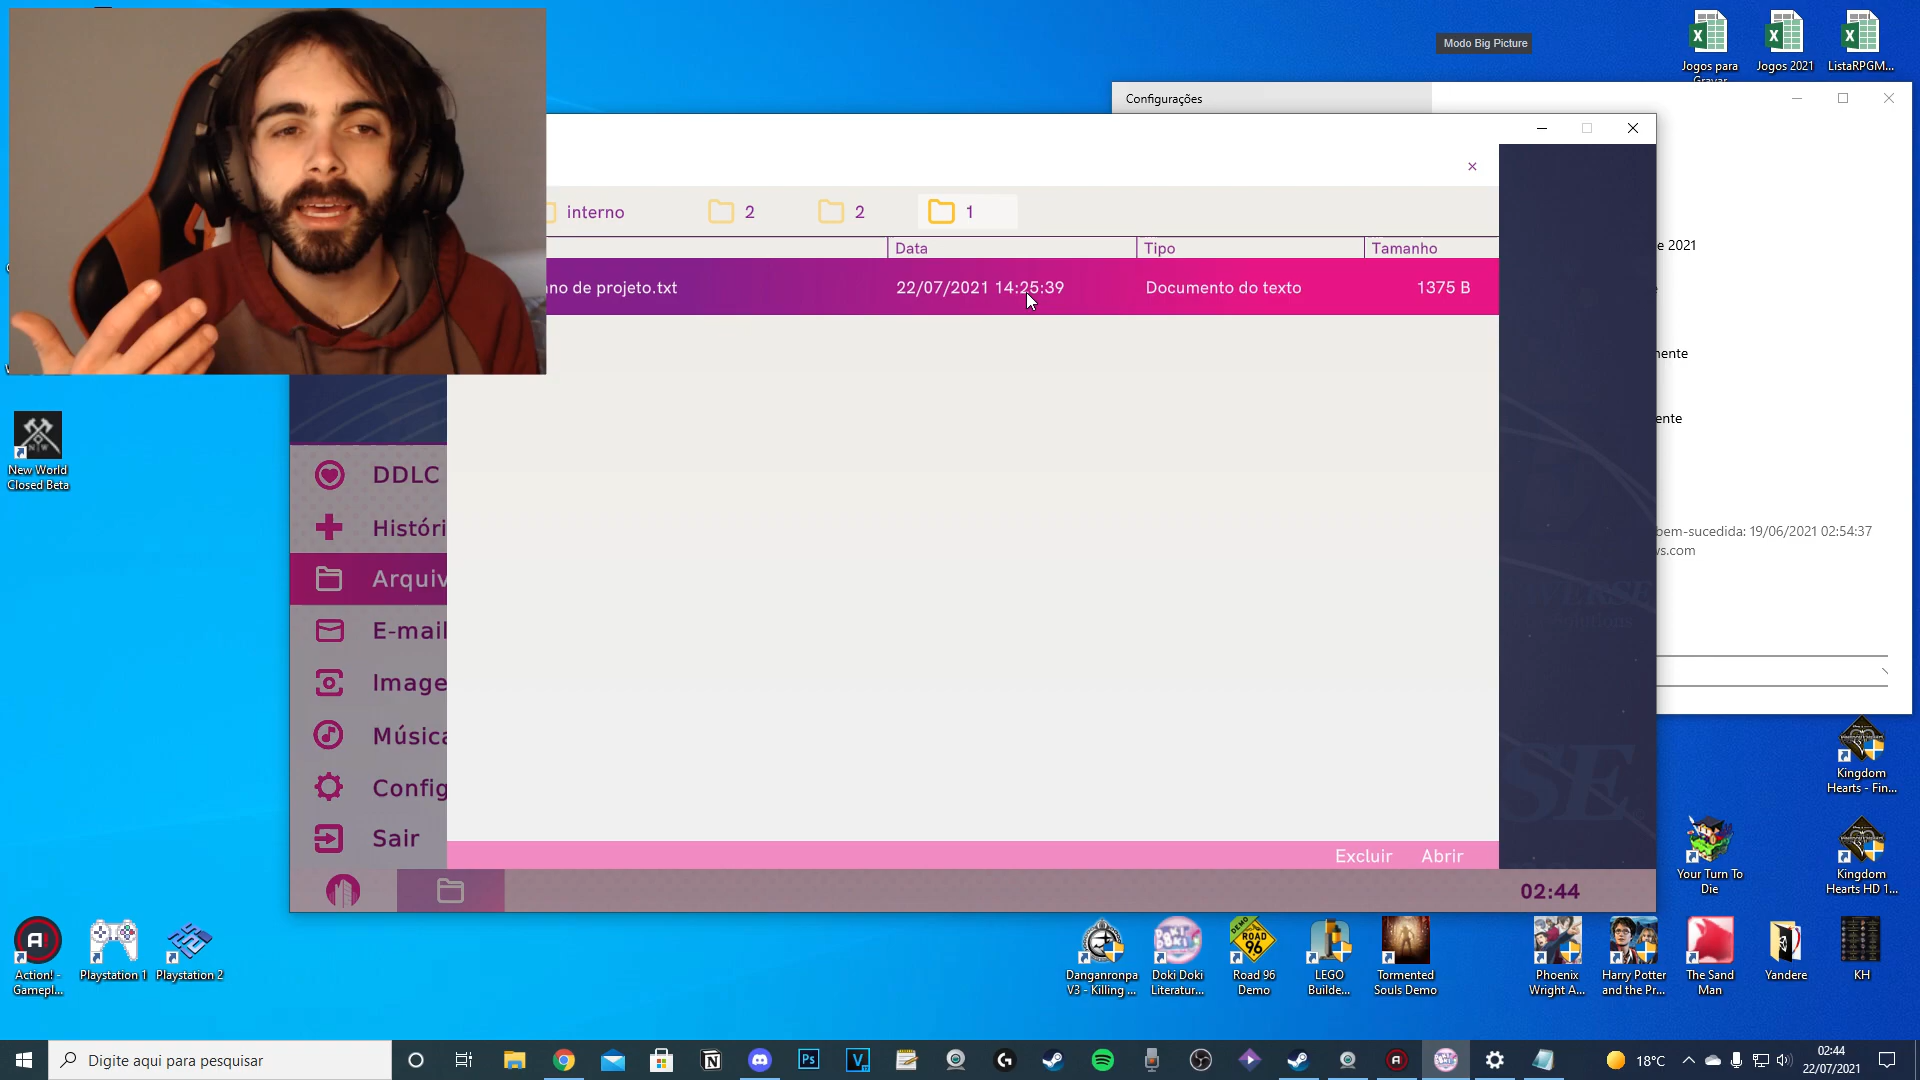 Modo Big Picture
Jogos para
Gravar
Jogos 2021
ListaRPGM...
Configurações
interno
2
2
1
Data
Tipo
Tamanho
no de projeto.txt
22/07/2021 14:25:39
Documento do texto
1375 B
e 2021
ente
bem-sucedida: 19/06/2021 02:54:37
vs.com
New World
Closed Beta
DDLC
Históri
Arquiv
E-mail
Image
Música
Config
Sair
Excluir
Abrir
02:44
Kingdom
Hearts - Fin...
Your Turn To
Die
Kingdom
Hearts HD 1...
Action! -
Gamepl...
Playstation 1
Playstation 2
Danganronpa
V3 - Killing ...
Doki Doki
Literatur...
Road 96
Demo
LEGO
Builde...
Tormented
Souls Demo
Phoenix
Wright A...
Harry Potter
and the Pr...
The Sand
Man
Yandere
KH
Digite aqui para pesquisar
18°C
02:44
22/07/2021